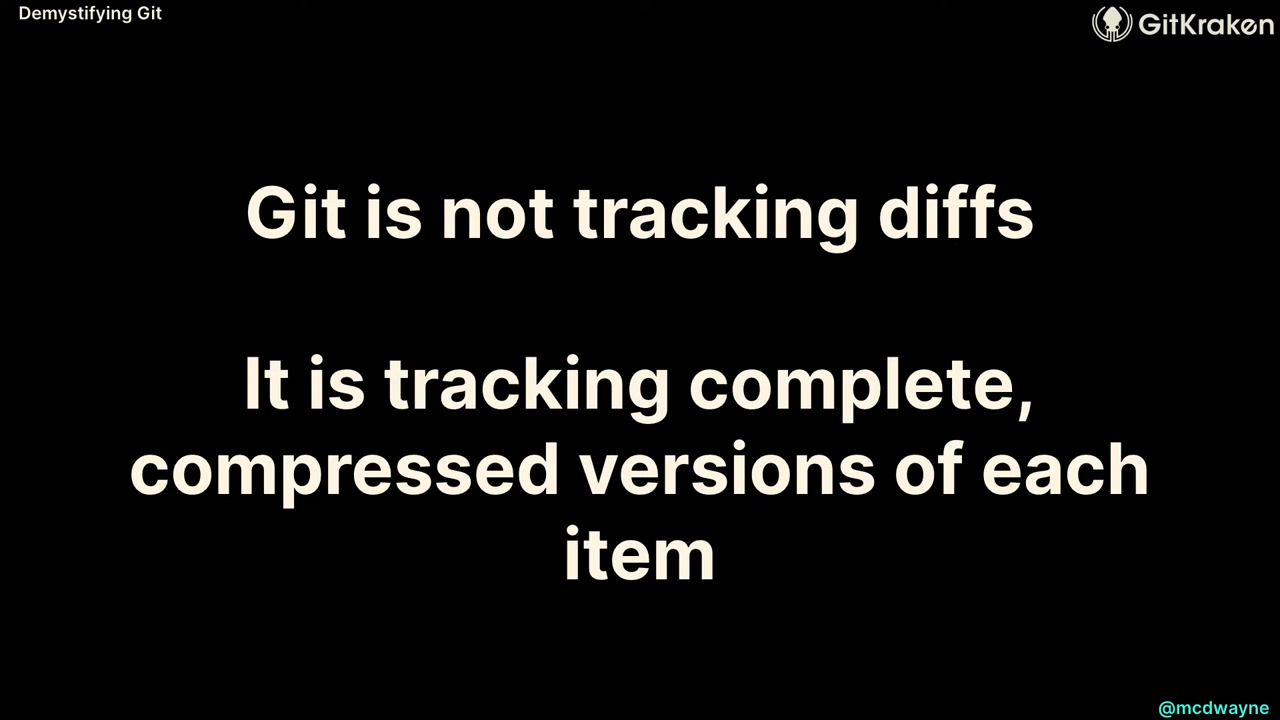 Demystifying Git
GitKraken
Git is not tracking diffs
It is tracking complete,
compressed versions of each
item
@mcdwayne